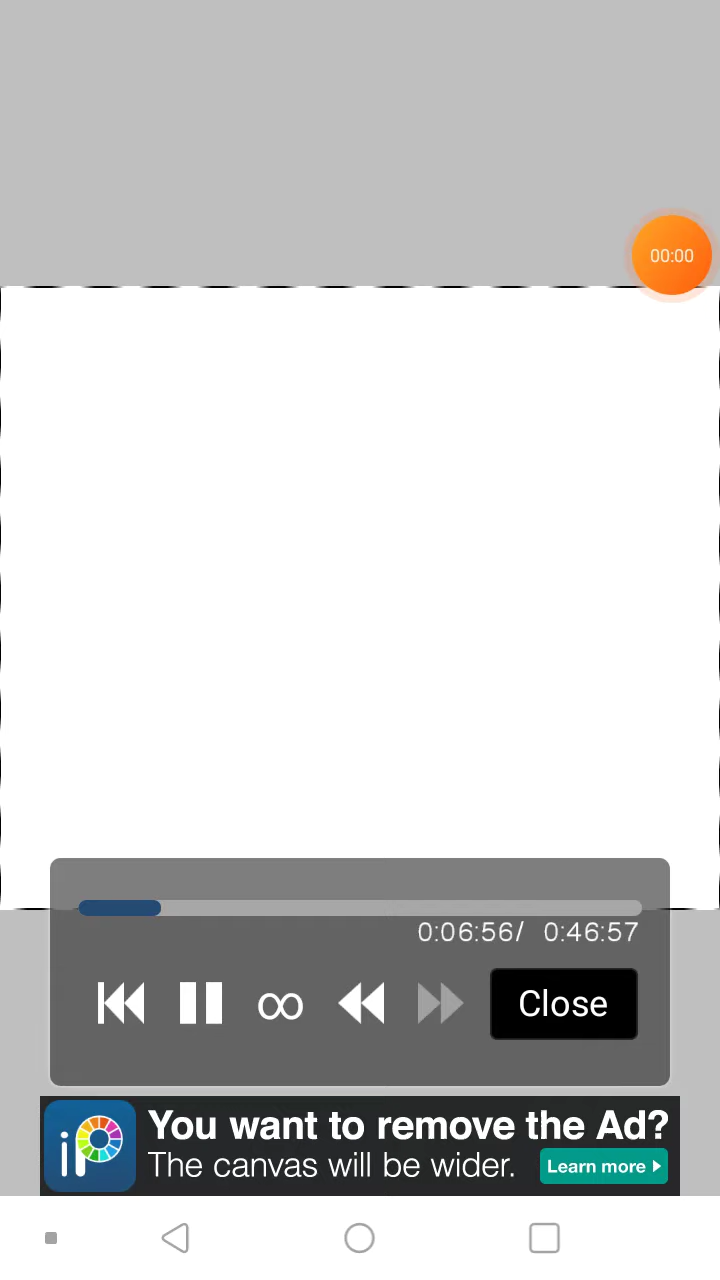 00:00
0:06:56/ 0:46:57
Close
iP
You want to remove the Ad?
The canvas will be wider.
Learn more